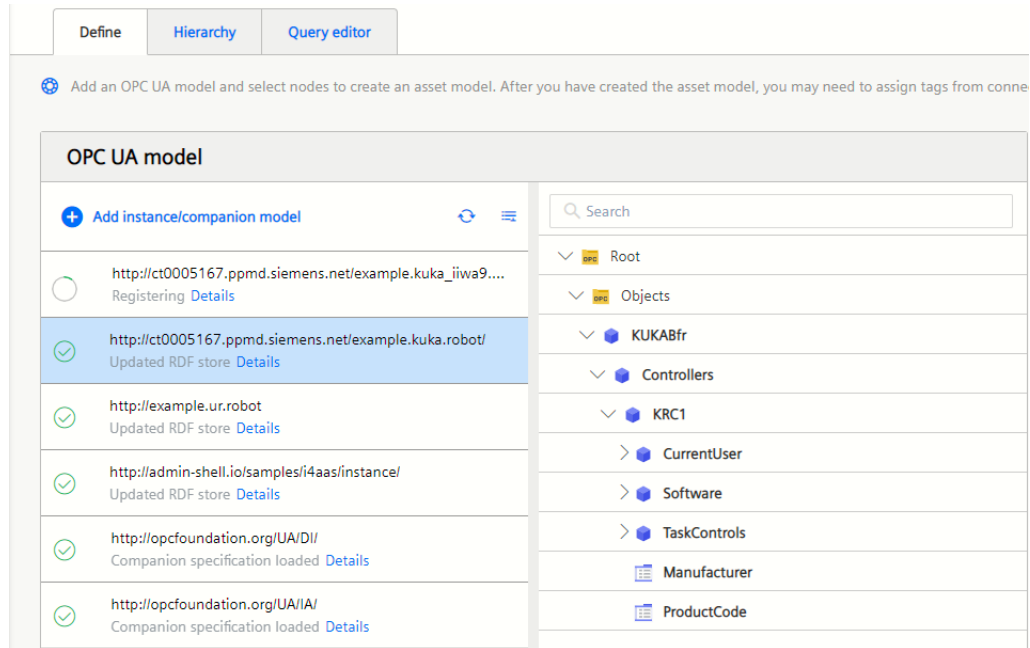 Define
Hierarchy
Query editor
Add an OPC UA model and select nodes to create an asset model. After you have created the asset model, you may need to assign tags from conne
OPC UA model
Add instance/companion model
http://ct0005167.ppmd.siemens.net/example.kuka_iiwa9....
Registering Details
http://ct0005167.ppmd.siemens.net/example.kuka.robot/
Updated RDF store Details
http://example.ur.robot
Updated RDF store Details
http://admin-shell.io/samples/i4aas/instance/
Updated RDF store Details
http://opcfoundation.org/UA/DI/
Companion specification loaded Details
http://opcfoundation.org/UA/IA/
Companion specification loaded Details
Search
OPC Root
OPC Objects
KUKABfr
Controllers
KRC1
CurrentUser
Software
TaskControls
Manufacturer
ProductCode